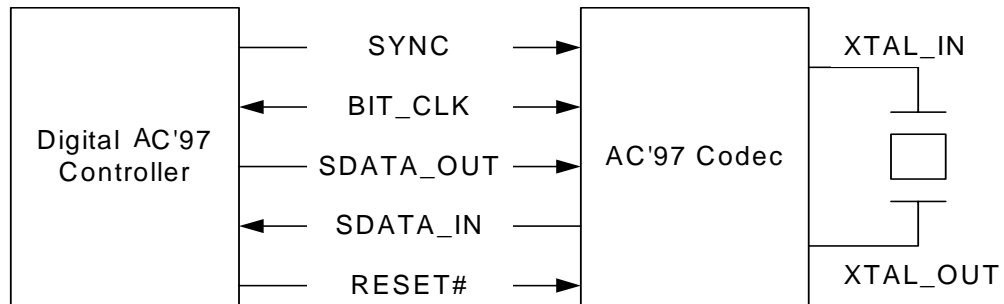 SYNC
XTAL_IN
BIT_CLK
Digital AC'97
Controller
SDATA_OUT
AC'97 Codec
SDATA_IN
RESET#
XTAL_OUT